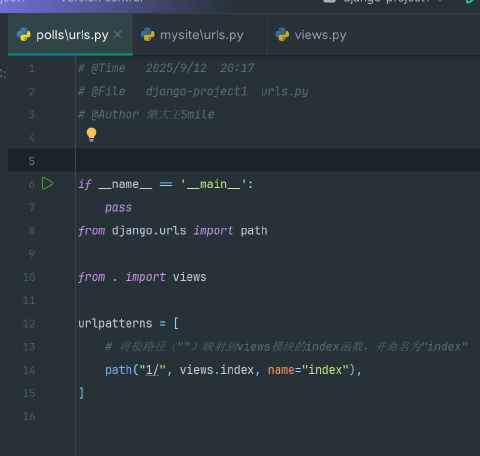 polls\urls.py
mysite\urls.py
views.py
1 # @Time 2025/9/12 20:17
2 # @File django-project1 urls.py
3 # @Author 懒大王Smile
4
5
6 if __name__ == '__main__':
7 pass
8 from django.urls import path
9
10 from . import views
11
12 urlpatterns = [
13 # 将根路径（""）映射到views模块的index函数，并命名为"index"
14 path("1/", views.index, name="index"),
15 ]
16